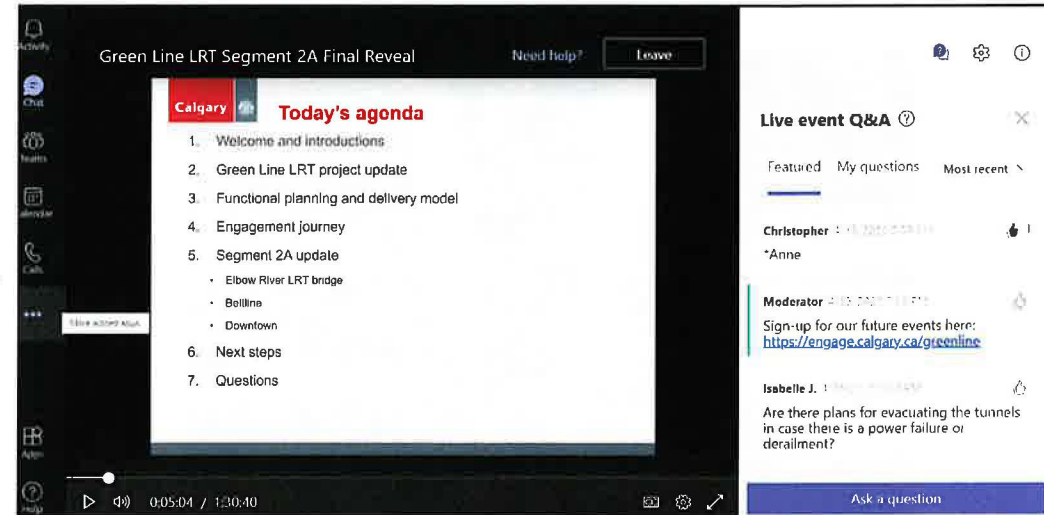 Activity
Chat
Teams
Calendar
Calls
Apps
Help
Green Line LRT Segment 2A Final Reveal
Need help?
Leave
Calgary
Today's agenda
1. Welcome and introductions
2. Green Line LRT project update
3. Functional planning and delivery model
4. Engagement journey
5. Segment 2A update
• Elbow River LRT bridge
• Beltline
• Downtown
6. Next steps
7. Questions
0:05:04 / 1:30:40
Live event Q&A
Featured
My questions
Most recent
Christopher
1
*Anne
Moderator
Sign-up for our future events here:
https://engage.calgary.ca/greenline
Isabelle J.
Are there plans for evacuating the tunnels
in case there is a power failure or
derailment?
Ask a question